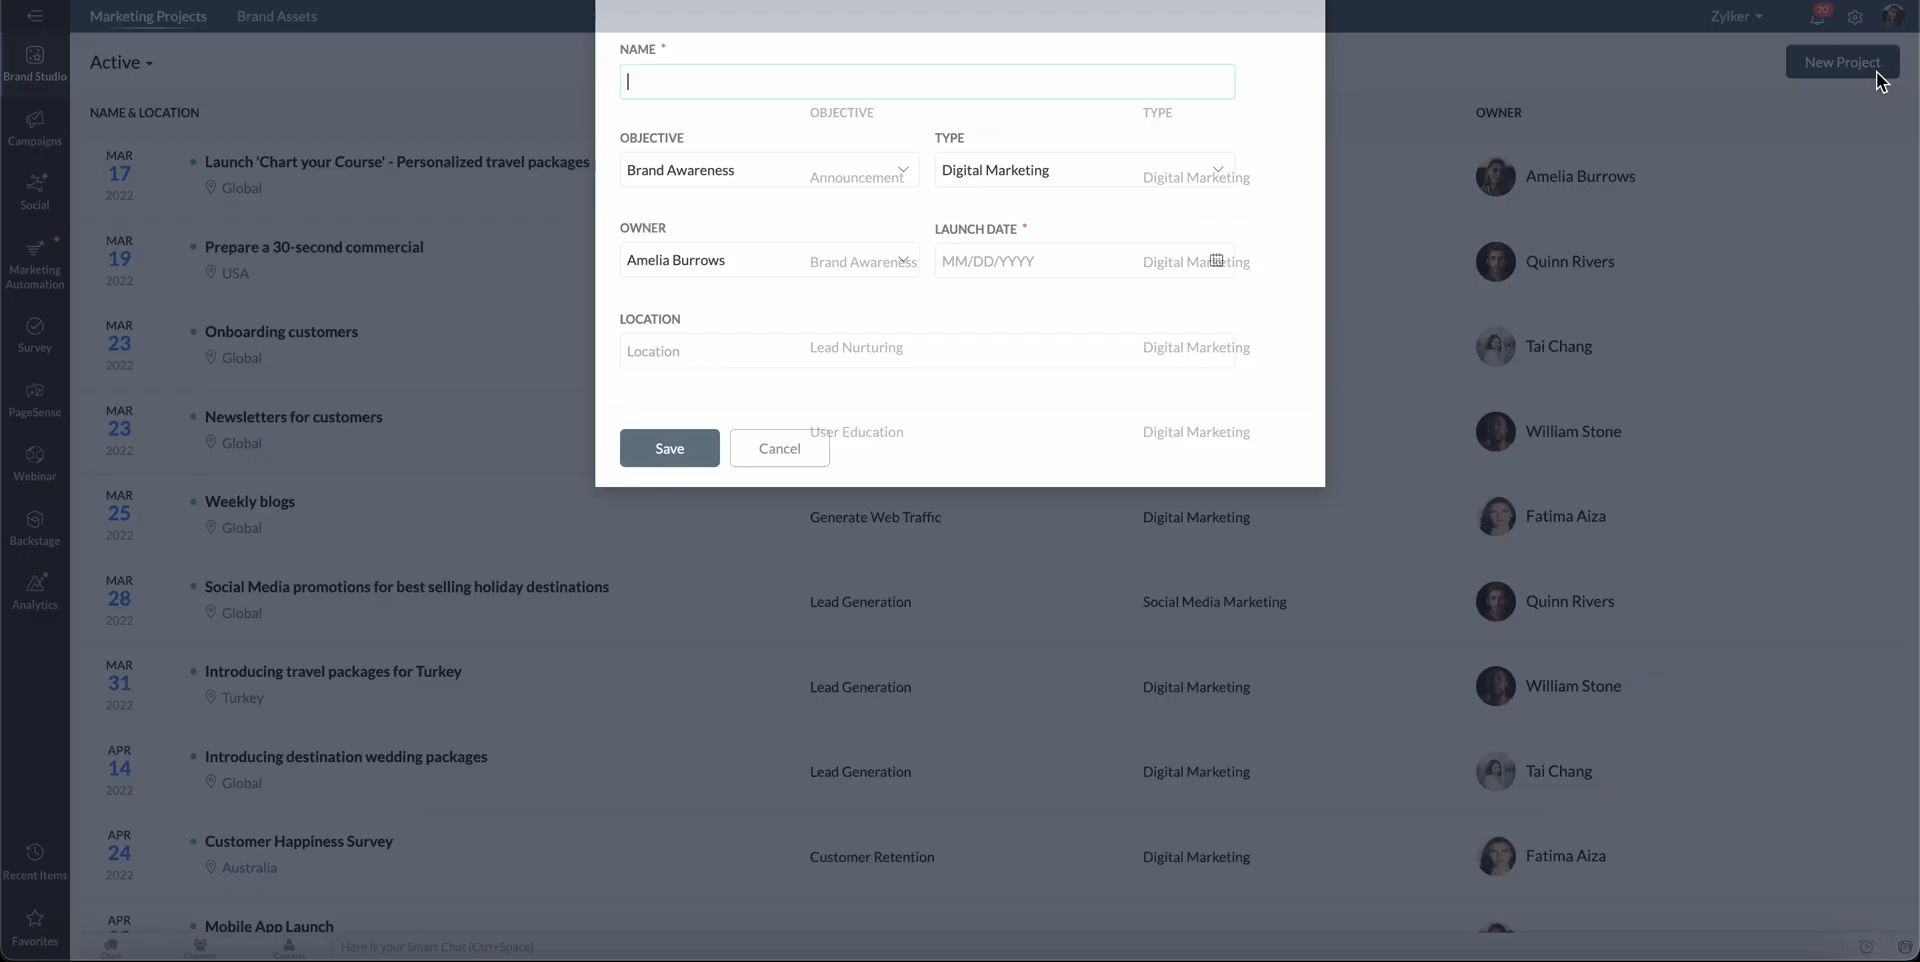 Marketing Projects
Brand Assets
Zylker
20
Brand Studio
Campaigns
Social
Marketing
Automation
Survey
PageSense
Webinar
Backstage
Analytics
Recent Items
Favorites
Active
New Project
NAME & LOCATION
OBJECTIVE
TYPE
OWNER
NAME *
OBJECTIVE
Brand Awareness
TYPE
Digital Marketing
OWNER
Amelia Burrows
LAUNCH DATE *
MM/DD/YYYY
LOCATION
Location
Save
Cancel
MAR
17
2022
Launch 'Chart your Course' - Personalized travel packages
Global
Announcement
Digital Marketing
Amelia Burrows
MAR
19
2022
Prepare a 30-second commercial
USA
Brand Awareness
Digital Marketing
Quinn Rivers
MAR
23
2022
Onboarding customers
Global
Lead Nurturing
Digital Marketing
Tai Chang
MAR
23
2022
Newsletters for customers
Global
User Education
Digital Marketing
William Stone
MAR
25
2022
Weekly blogs
Global
Generate Web Traffic
Digital Marketing
Fatima Aiza
MAR
28
2022
Social Media promotions for best selling holiday destinations
Global
Lead Generation
Social Media Marketing
Quinn Rivers
MAR
31
2022
Introducing travel packages for Turkey
Turkey
Lead Generation
Digital Marketing
William Stone
APR
14
2022
Introducing destination wedding packages
Global
Lead Generation
Digital Marketing
Tai Chang
APR
24
2022
Customer Happiness Survey
Australia
Customer Retention
Digital Marketing
Fatima Aiza
APR
Mobile App Launch
Chats
Channels
Contacts
Here is your Smart Chat (Ctrl+Space)